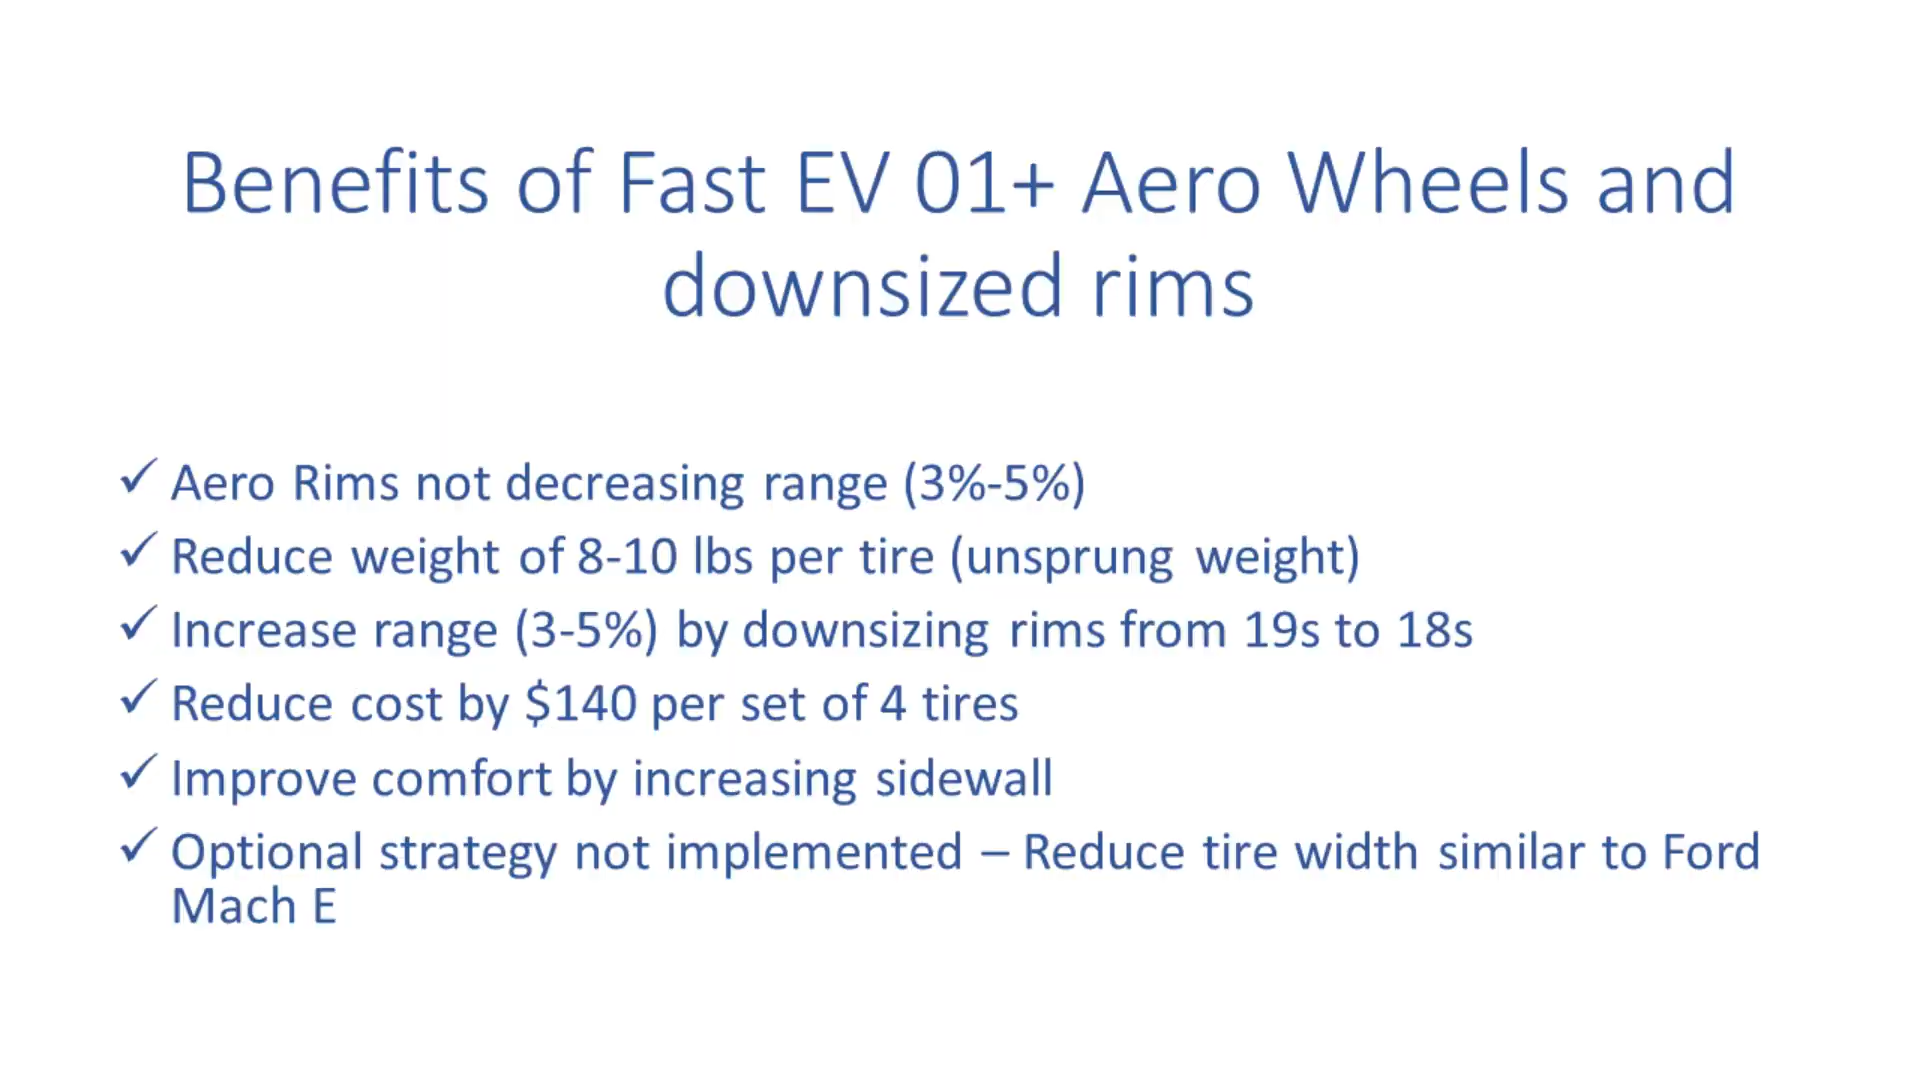 Benefits of Fast EV 01+ Aero Wheels and
downsized rims
✓ Aero Rims not decreasing range (3%-5%)
✓ Reduce weight of 8-10 lbs per tire (unsprung weight)
✓ Increase range (3-5%) by downsizing rims from 19s to 18s
✓ Reduce cost by $140 per set of 4 tires
✓ Improve comfort by increasing sidewall
✓ Optional strategy not implemented – Reduce tire width similar to Ford
Mach E